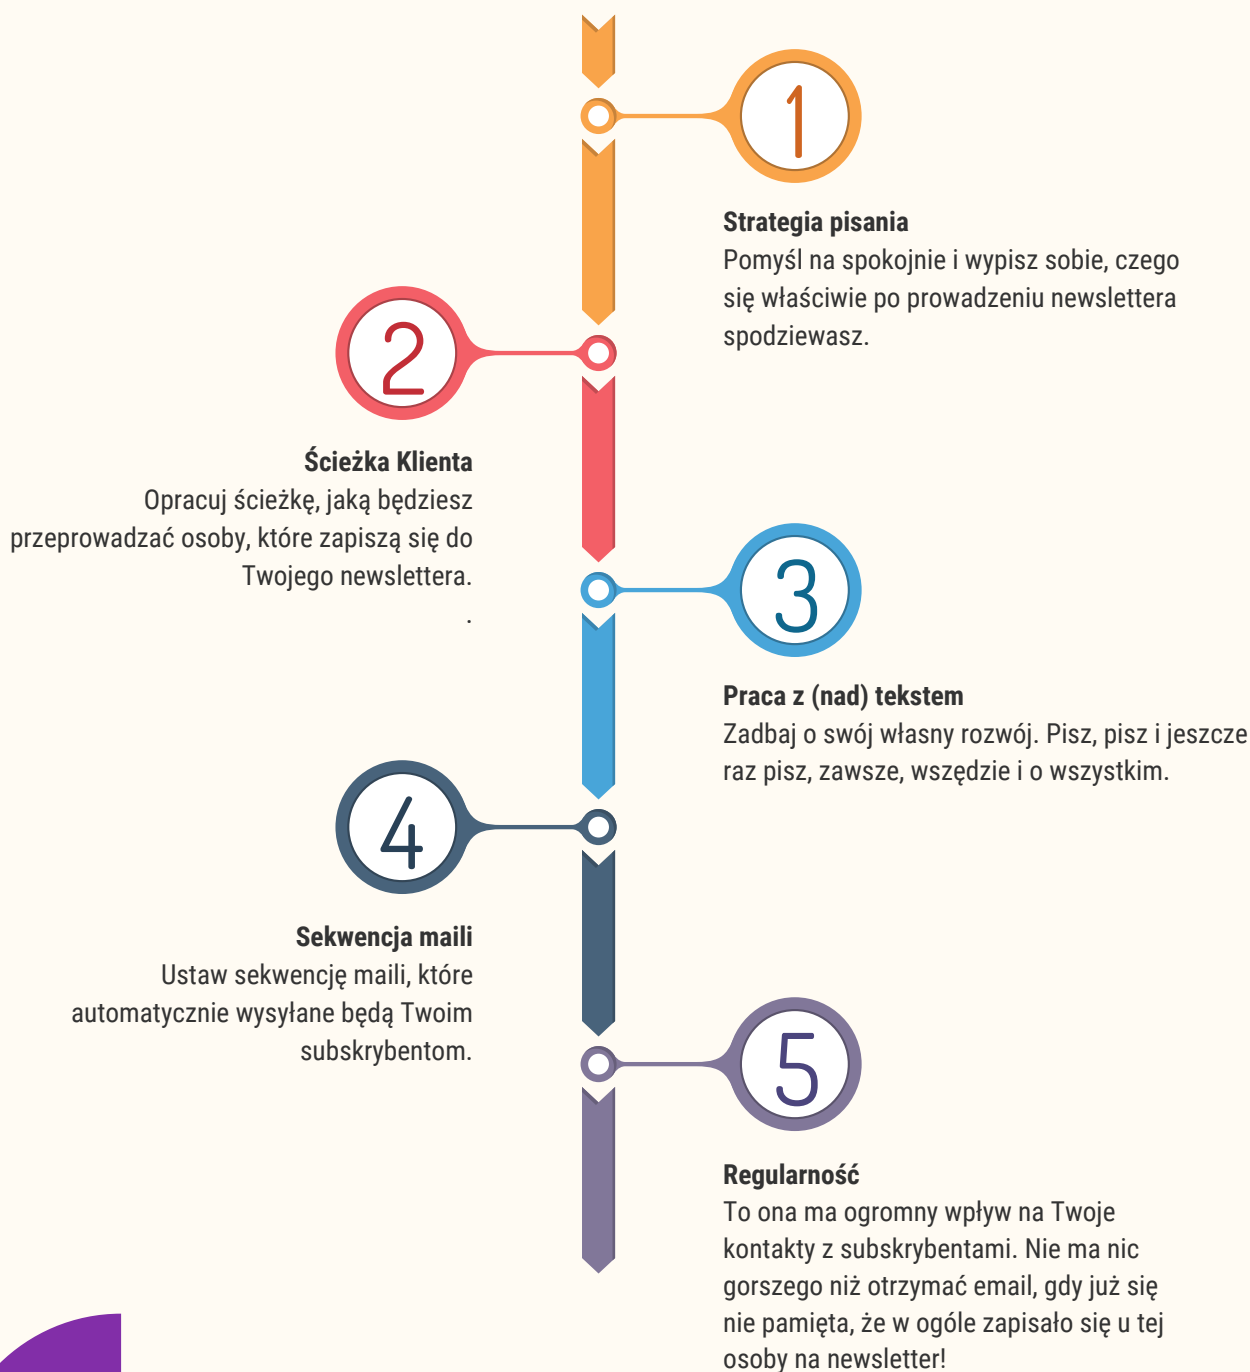 1
Strategia pisania
Pomyśl na spokojnie i wypisz sobie, czego
się właściwie po prowadzeniu newslettera
spodziewasz.
2
Ścieżka Klienta
Opracuj ścieżkę, jaką będziesz
przeprowadzać osoby, które zapiszą się do
Twojego newslettera.
.
3
Praca z (nad) tekstem
Zadbaj o swój własny rozwój. Pisz, pisz i jeszcze
raz pisz, zawsze, wszędzie i o wszystkim.
4
Sekwencja maili
Ustaw sekwencję maili, które
automatycznie wysyłane będą Twoim
subskrybentom.
5
Regularność
To ona ma ogromny wpływ na Twoje
kontakty z subskrybentami. Nie ma nic
gorszego niż otrzymać email, gdy już się
nie pamięta, że w ogóle zapisało się u tej
osoby na newsletter!